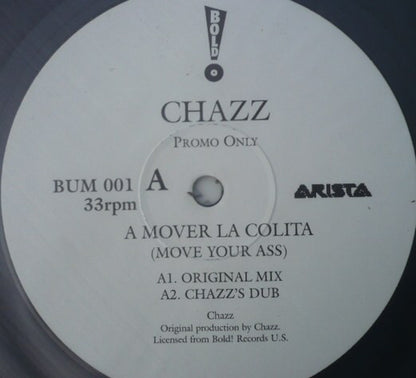 BOLD!
CHAZZ
PROMO ONLY
BUM 001 A
33rpm
ARISTA
A MOVER LA COLITA
(MOVE YOUR ASS)
A1. ORIGINAL MIX
A2. CHAZZ'S DUB
Chazz
Original production by Chazz.
Licensed from Bold! Records U.S.